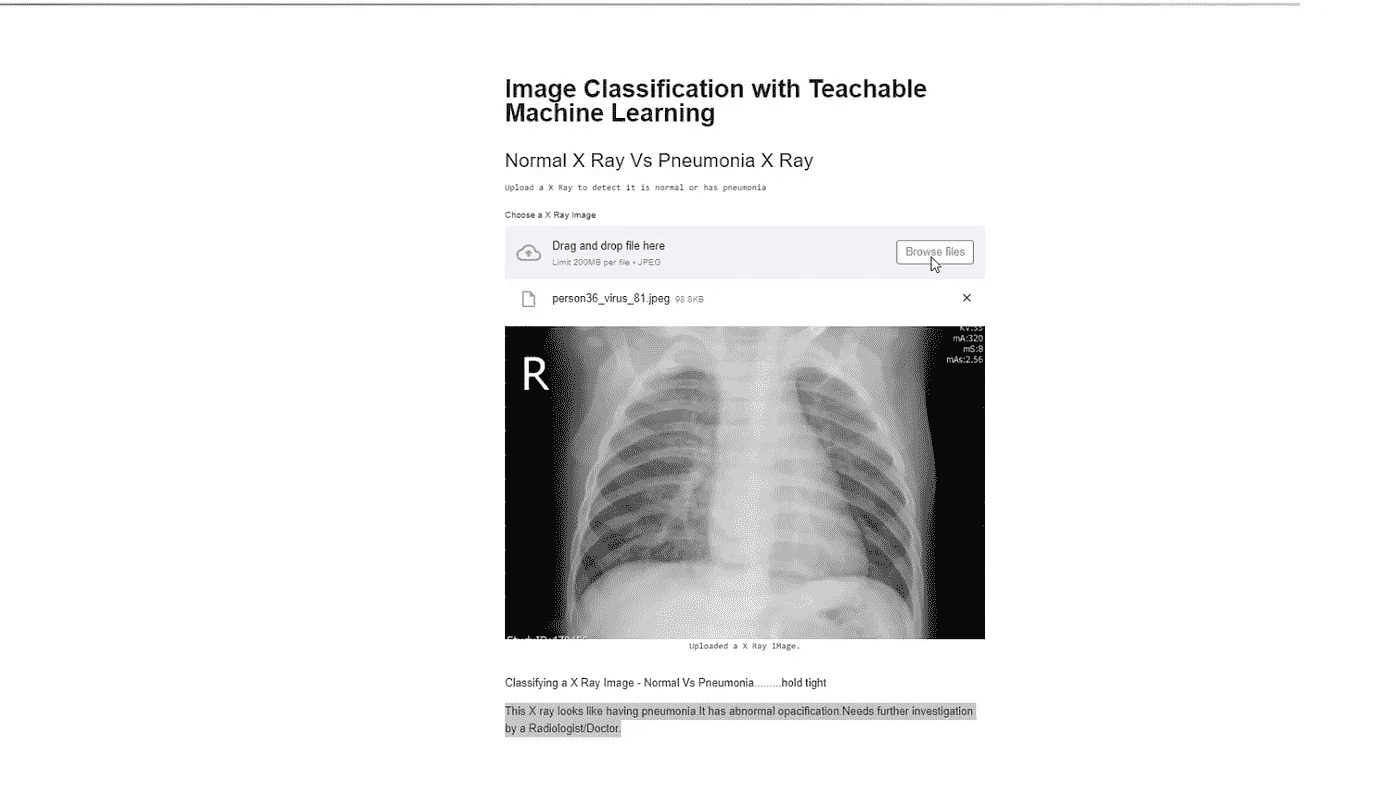 Image Classification with Teachable
Machine Learning
Normal X Ray Vs Pneumonia X Ray
Upload a X Ray to detect it is normal or has pneumonia
Choose a X Ray image
Drag and drop file here
Limit 200MB per file • JPEG
Browse files
person36_virus_81.jpeg 98.8KB
R
mA:320
mS:8
mAs:2.56
Uploaded a X Ray IMage.
Classifying a X Ray Image - Normal Vs Pneumonia.........hold tight
This X ray looks like having pneumonia.It has abnormal opacification.Needs further investigation
by a Radiologist/Doctor.